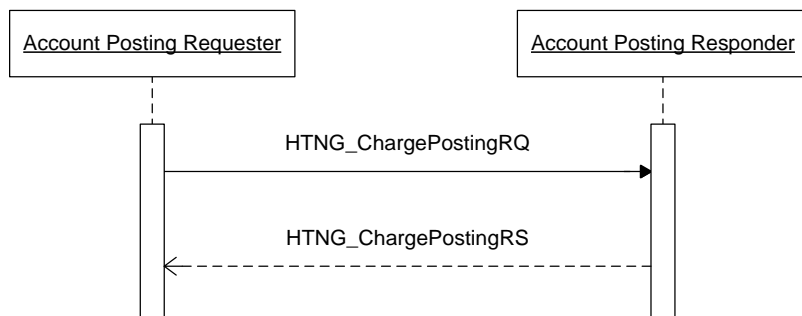 Account Posting Requester
Account Posting Responder
HTNG_ChargePostingRQ
HTNG_ChargePostingRS